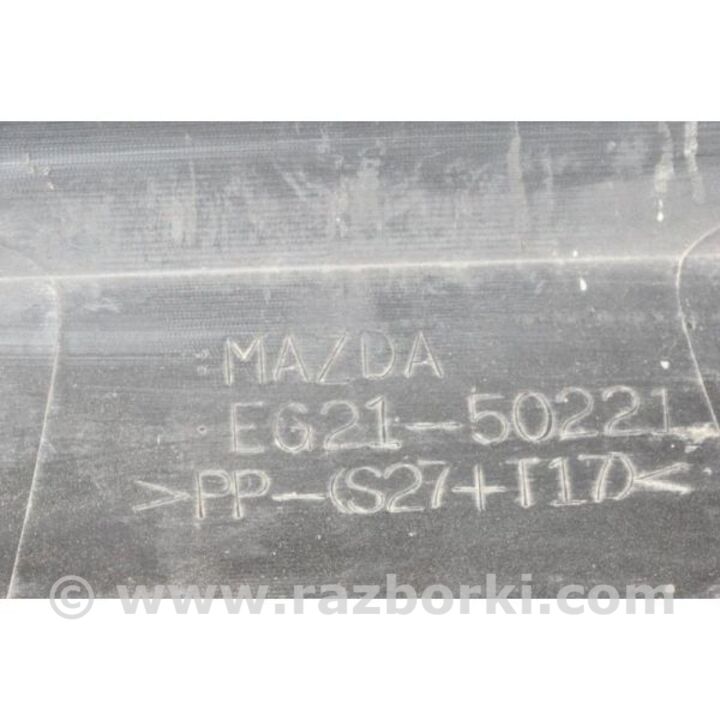 MAZDA
EG21-50221
>PP-(S27+T17)<
© www.razborki.com